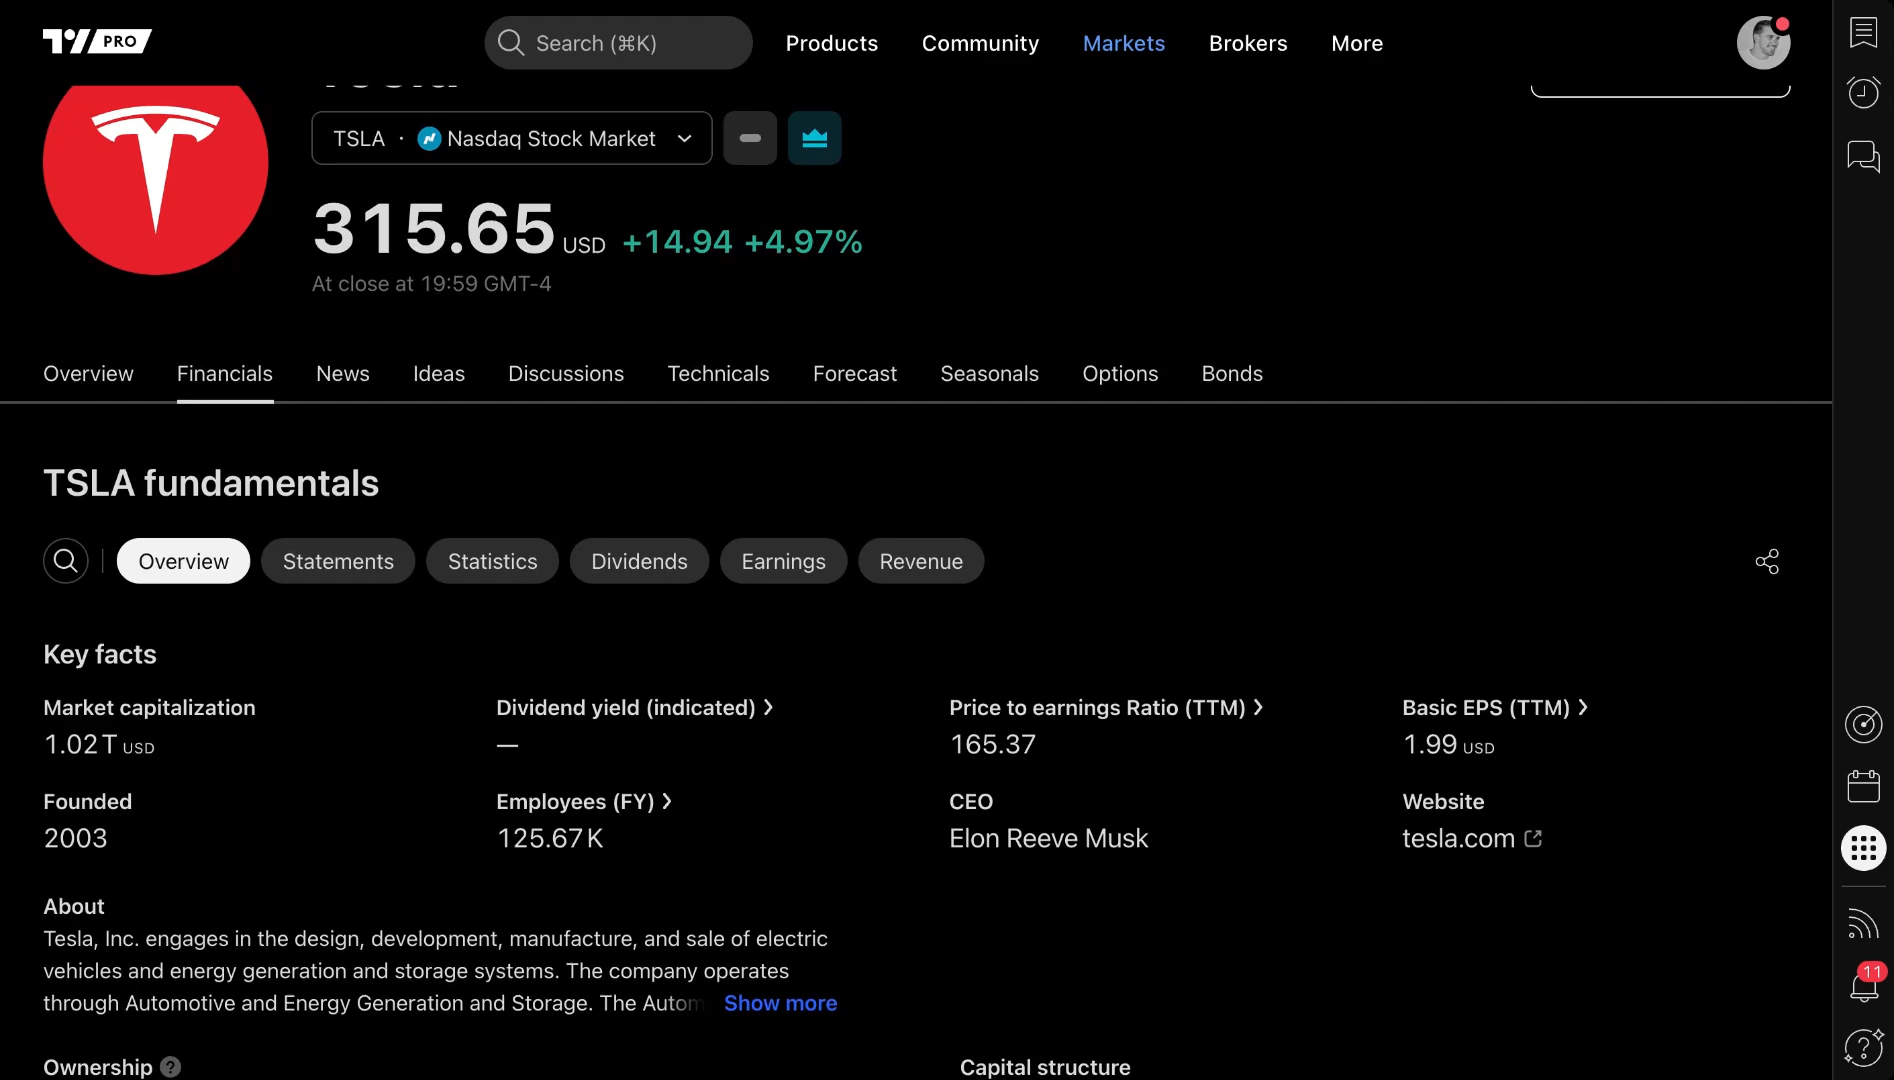 PRO
Search (⌘K)
Products
Community
Markets
Brokers
More
TSLA · Nasdaq Stock Market
315.65 USD +14.94 +4.97%
At close at 19:59 GMT-4
Overview
Financials
News
Ideas
Discussions
Technicals
Forecast
Seasonals
Options
Bonds
TSLA fundamentals
Overview
Statements
Statistics
Dividends
Earnings
Revenue
Key facts
Market capitalization
1.02 T USD
Dividend yield (indicated)
—
Price to earnings Ratio (TTM)
165.37
Basic EPS (TTM)
1.99 USD
Founded
2003
Employees (FY)
125.67 K
CEO
Elon Reeve Musk
Website
tesla.com
About
Tesla, Inc. engages in the design, development, manufacture, and sale of electric
vehicles and energy generation and storage systems. The company operates
through Automotive and Energy Generation and Storage. The Autom Show more
Ownership ?
Capital structure
11